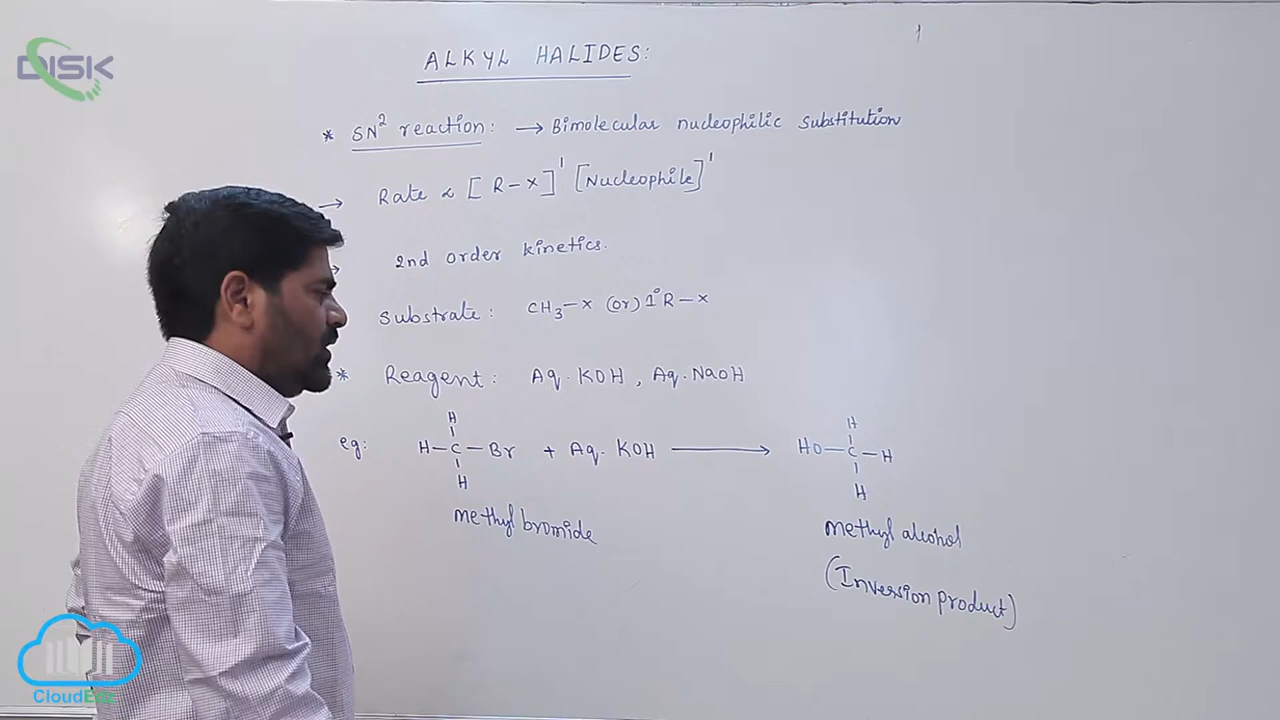 DISK
ALKYL HALIDES:
* SN² reaction: → Bimolecular nucleophilic substitution
→ Rate ∝ [R-X]¹ [Nucleophile]¹
→ 2nd order kinetics.
Substrate: CH₃-X (or) 1°R-X
* Reagent: Aq. KOH, Aq. NaOH
H H
eg: H-C-Br + Aq. KOH ⟶ HO-C-H
H H
methyl bromide methyl alcohol
(Inversion product)
CloudEdz